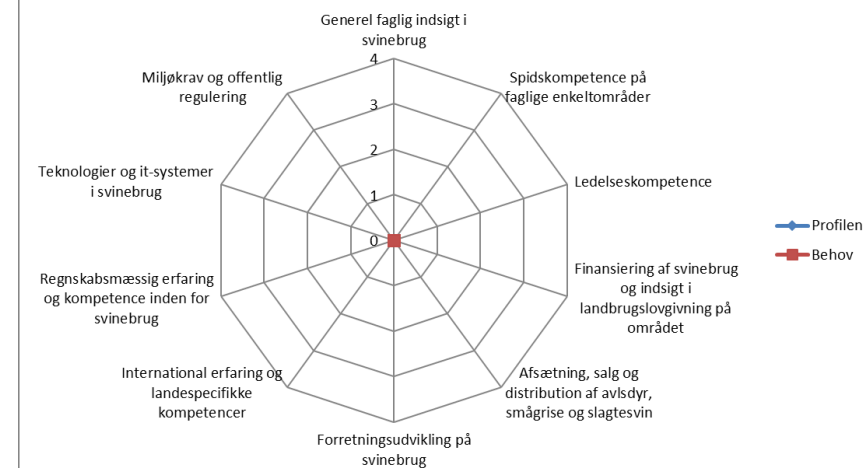 Generel faglig indsigt i
svinebrug
Spidskompetence på
faglige enkeltområder
Ledelseskompetence
Finansiering af svinebrug
og indsigt i
landbrugslovgivning på
området
Afsætning, salg og
distribution af avlsdyr,
smågrise og slagtesvin
Forretningsudvikling på
svinebrug
International erfaring og
landespecifikke
kompetencer
Regnskabsmæssig erfaring
og kompetence inden for
svinebrug
Teknologier og it-systemer
i svinebrug
Miljøkrav og offentlig
regulering
4
3
2
1
0
Profilen
Behov